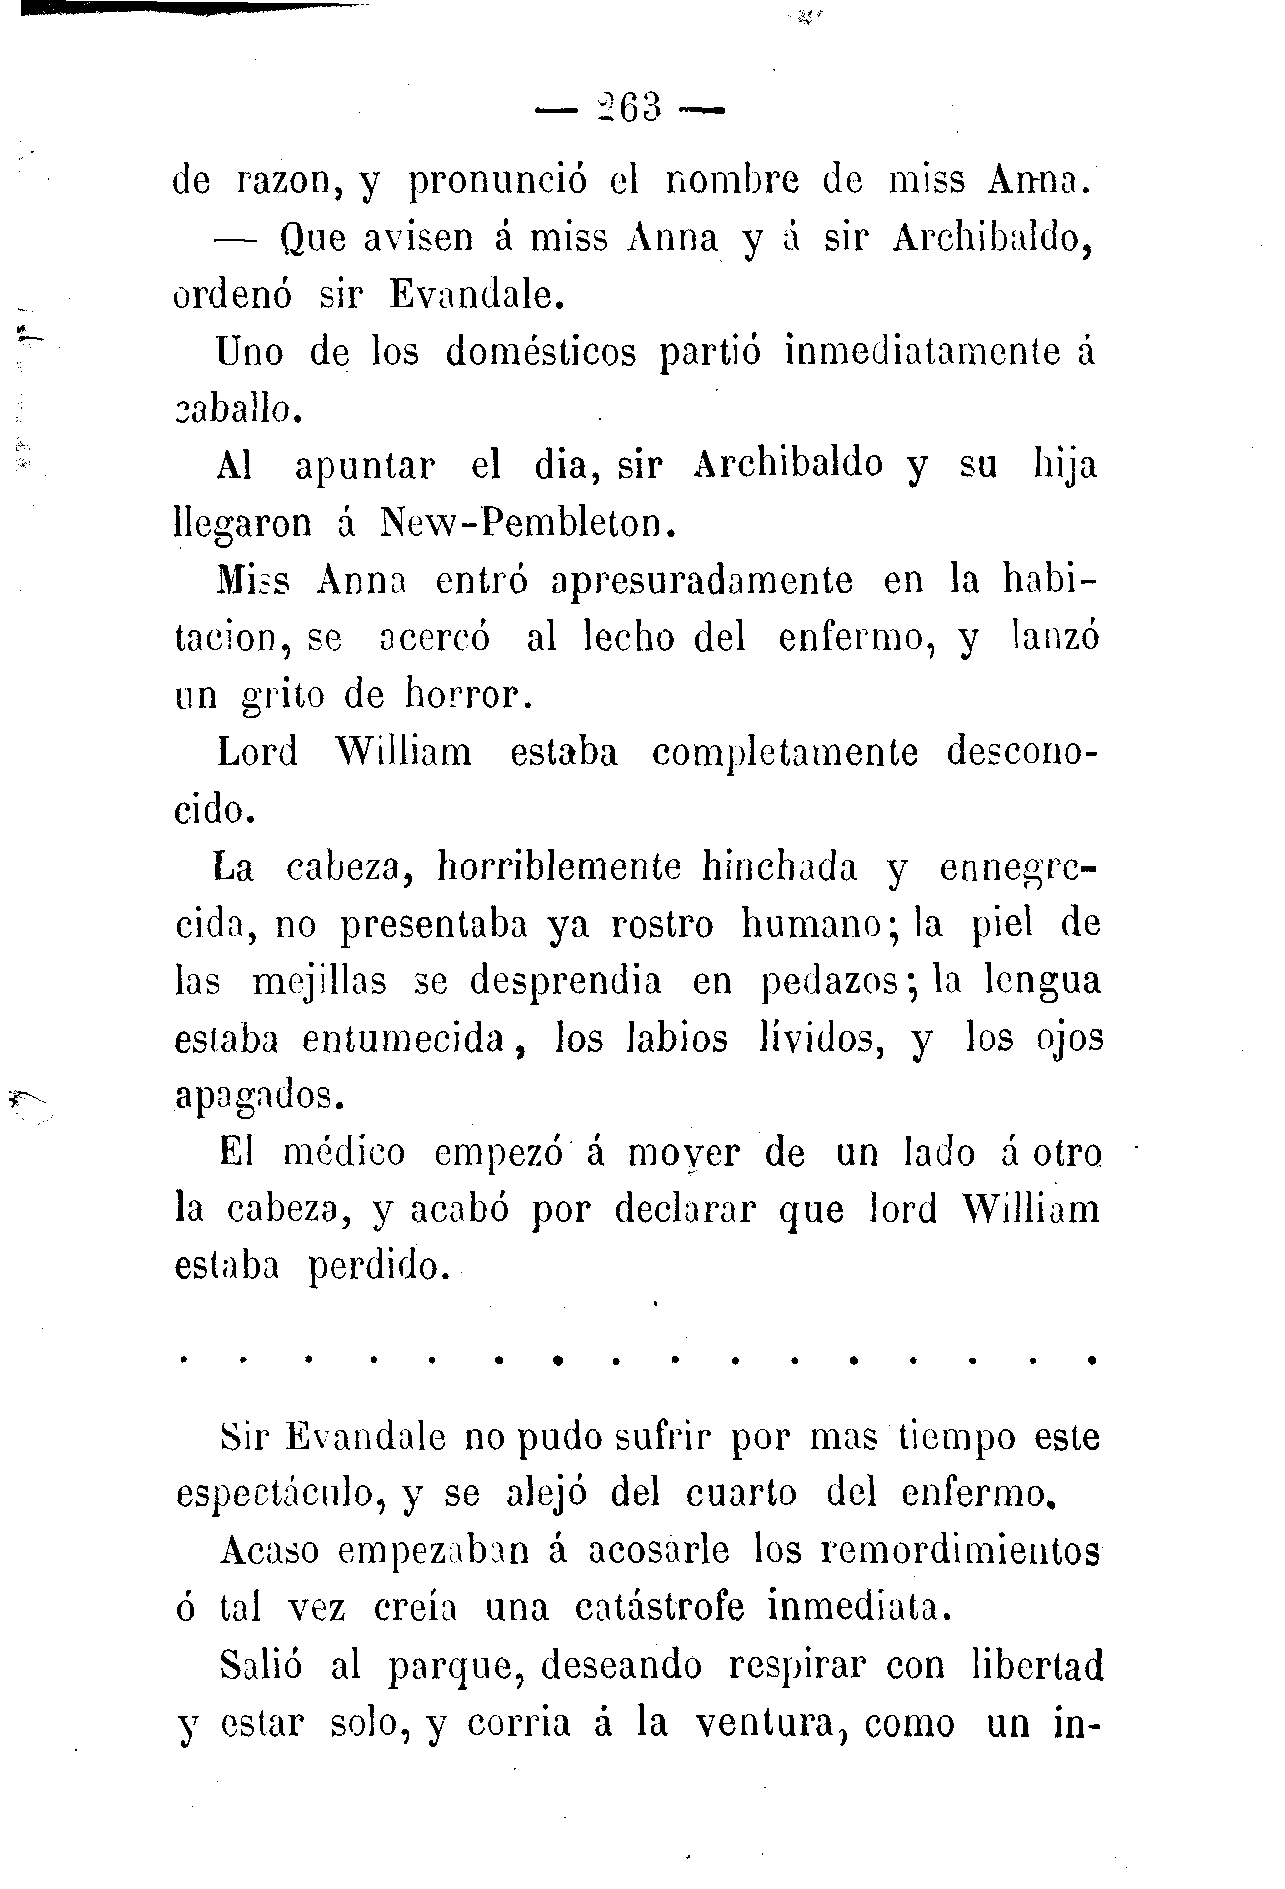 — 263 —
de razon, y pronunció el nombre de miss Anna.
— Que avisen á miss Anna y á sir Archibaldo,
ordenó sir Evandale.
Uno de los domésticos partió inmediatamente á
caballo.
Al apuntar el dia, sir Archibaldo y su hija
llegaron á New-Pembleton.
Miss Anna entró apresuradamente en la habi-
tacion, se acercó al lecho del enfermo, y lanzó
un grito de horror.
Lord William estaba completamente descono-
cido.
La cabeza, horriblemente hinchada y ennegre-
cida, no presentaba ya rostro humano; la piel de
las mejillas se desprendia en pedazos; la lengua
estaba entumecida, los labios lívidos, y los ojos
apagados.
El médico empezó á mover de un lado á otro
la cabeza, y acabó por declarar que lord William
estaba perdido.
. . . . . . . . . . . . . . . .
Sir Evandale no pudo sufrir por mas tiempo este
espectáculo, y se alejó del cuarto del enfermo.
Acaso empezaban á acosarle los remordimientos
ó tal vez creía una catástrofe inmediata.
Salió al parque, deseando respirar con libertad
y estar solo, y corria á la ventura, como un in-